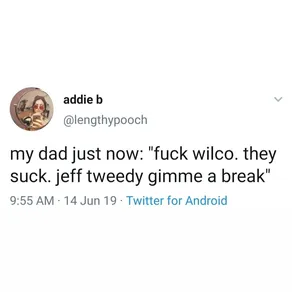 addie b
@lengthypooch
my dad just now: "fuck wilco. they
suck. jeff tweedy gimme a break"
9:55 AM · 14 Jun 19 · Twitter for Android